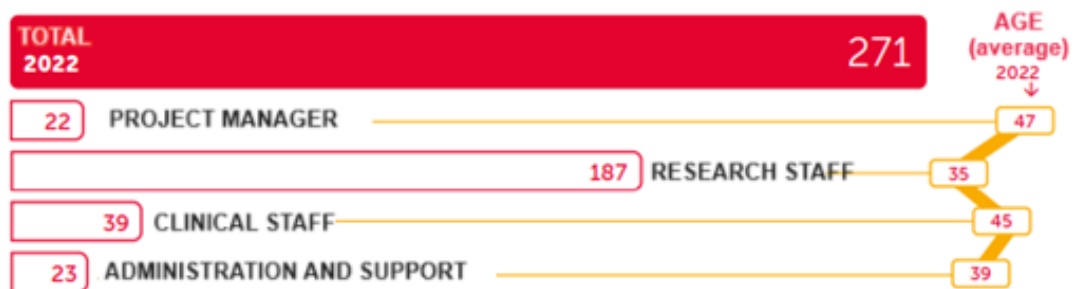 TOTAL
2022
271
AGE
(average)
2022
22 PROJECT MANAGER 47
187 RESEARCH STAFF 35
39 CLINICAL STAFF 45
23 ADMINISTRATION AND SUPPORT 39